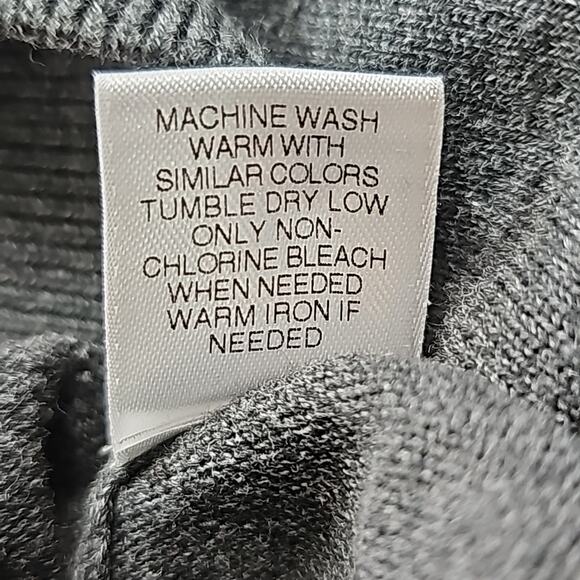 MACHINE WASH
WARM WITH
SIMILAR COLORS
TUMBLE DRY LOW
ONLY NON-
CHLORINE BLEACH
WHEN NEEDED
WARM IRON IF
NEEDED